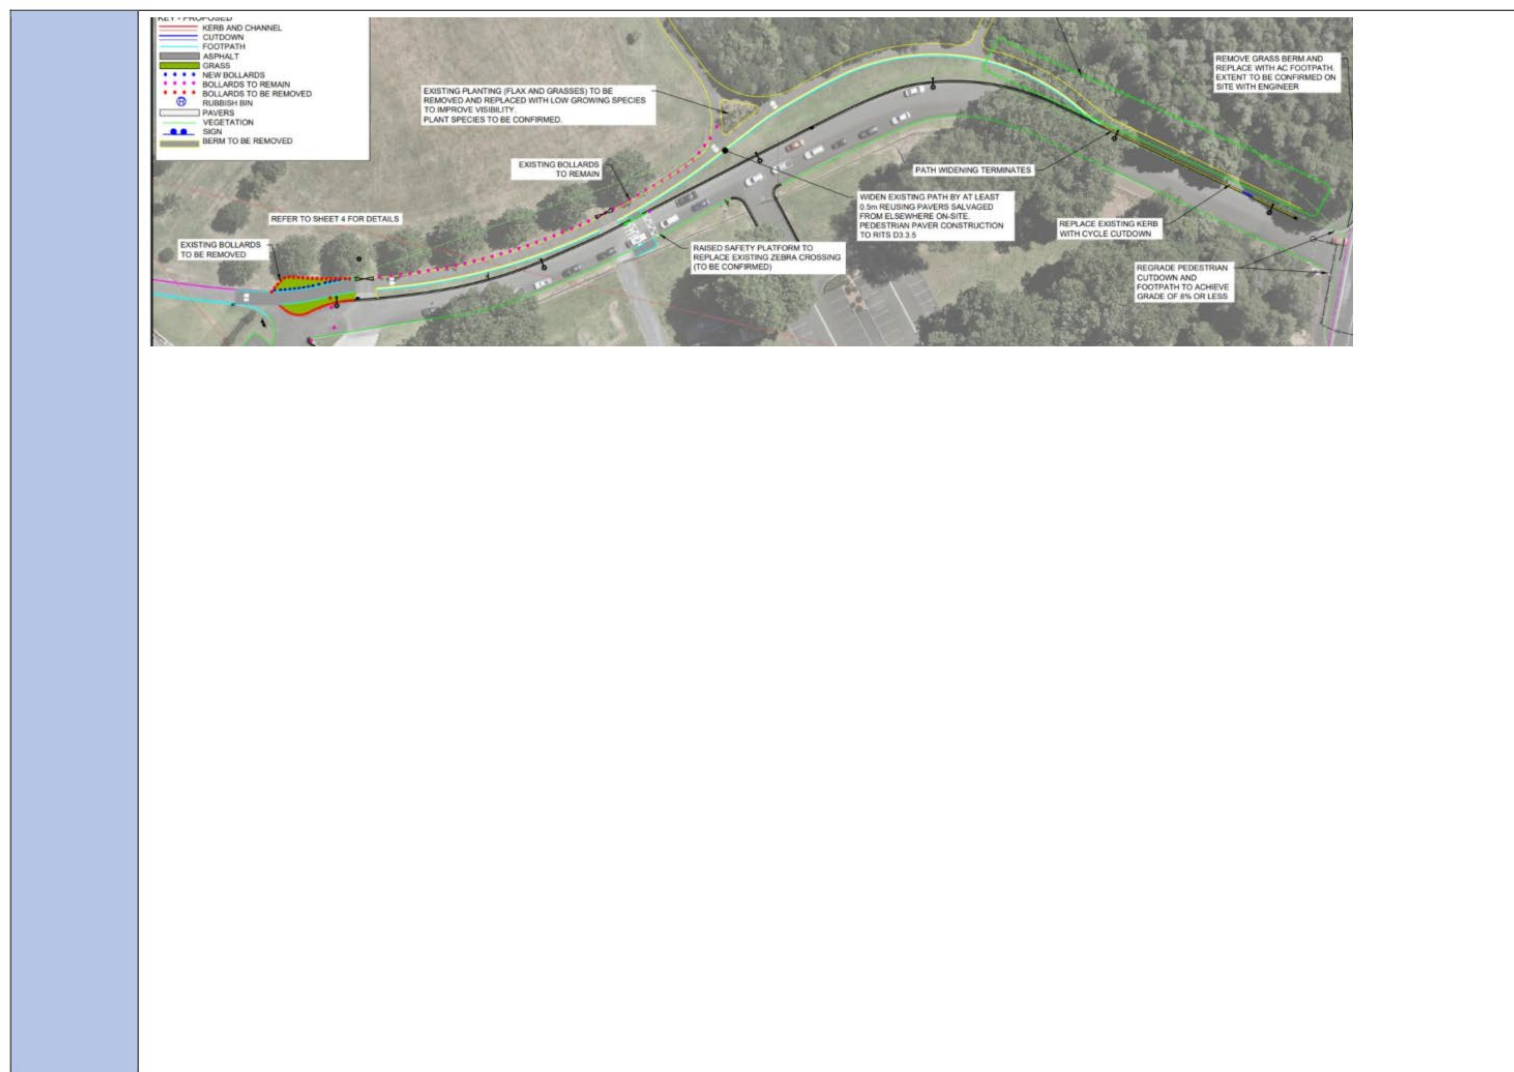 KEY - PROPOSED
KERB AND CHANNEL
CUTDOWN
FOOTPATH
ASPHALT
GRASS
NEW BOLLARDS
BOLLARDS TO REMAIN
BOLLARDS TO BE REMOVED
RUBBISH BIN
PAVERS
VEGETATION
SIGN
BERM TO BE REMOVED
EXISTING PLANTING (FLAX AND GRASSES) TO BE
REMOVED AND REPLACED WITH LOW GROWING SPECIES
TO IMPROVE VISIBILITY.
PLANT SPECIES TO BE CONFIRMED.
REMOVE GRASS BERM AND
REPLACE WITH AC FOOTPATH.
EXTENT TO BE CONFIRMED ON
SITE WITH ENGINEER
EXISTING BOLLARDS
TO REMAIN
PATH WIDENING TERMINATES
WIDEN EXISTING PATH BY AT LEAST
0.5m REUSING PAVERS SALVAGED
FROM ELSEWHERE ON-SITE.
PEDESTRIAN PAVER CONSTRUCTION
TO RITS D3.3.5
REFER TO SHEET 4 FOR DETAILS
REPLACE EXISTING KERB
WITH CYCLE CUTDOWN
EXISTING BOLLARDS
TO BE REMOVED
RAISED SAFETY PLATFORM TO
REPLACE EXISTING ZEBRA CROSSING
(TO BE CONFIRMED)
REGRADE PEDESTRIAN
CUTDOWN AND
FOOTPATH TO ACHIEVE
GRADE OF 8% OR LESS